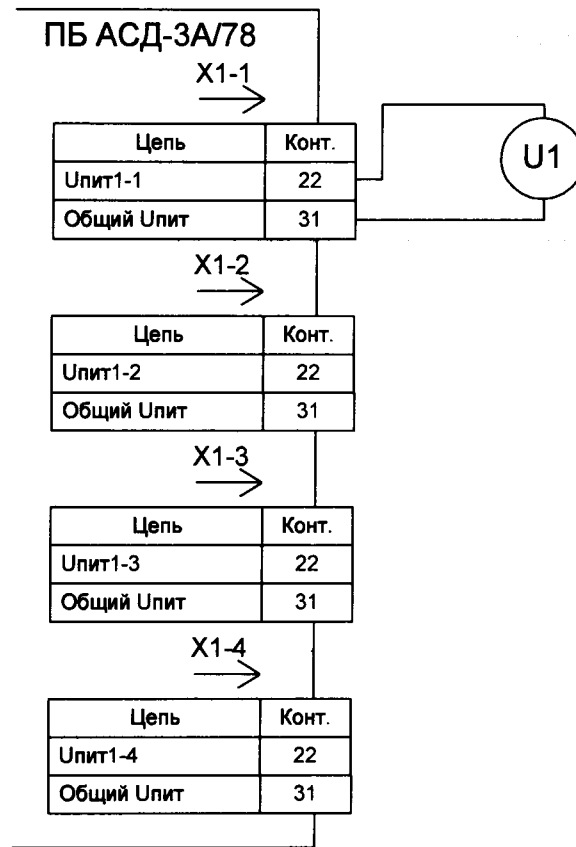 ПБ АСД-3А/78
X1-1
Цепь Конт.
Uпит1-1 22
Общий Uпит 31
U1
X1-2
Цепь Конт.
Uпит1-2 22
Общий Uпит 31
X1-3
Цепь Конт.
Uпит1-3 22
Общий Uпит 31
X1-4
Цепь Конт.
Uпит1-4 22
Общий Uпит 31